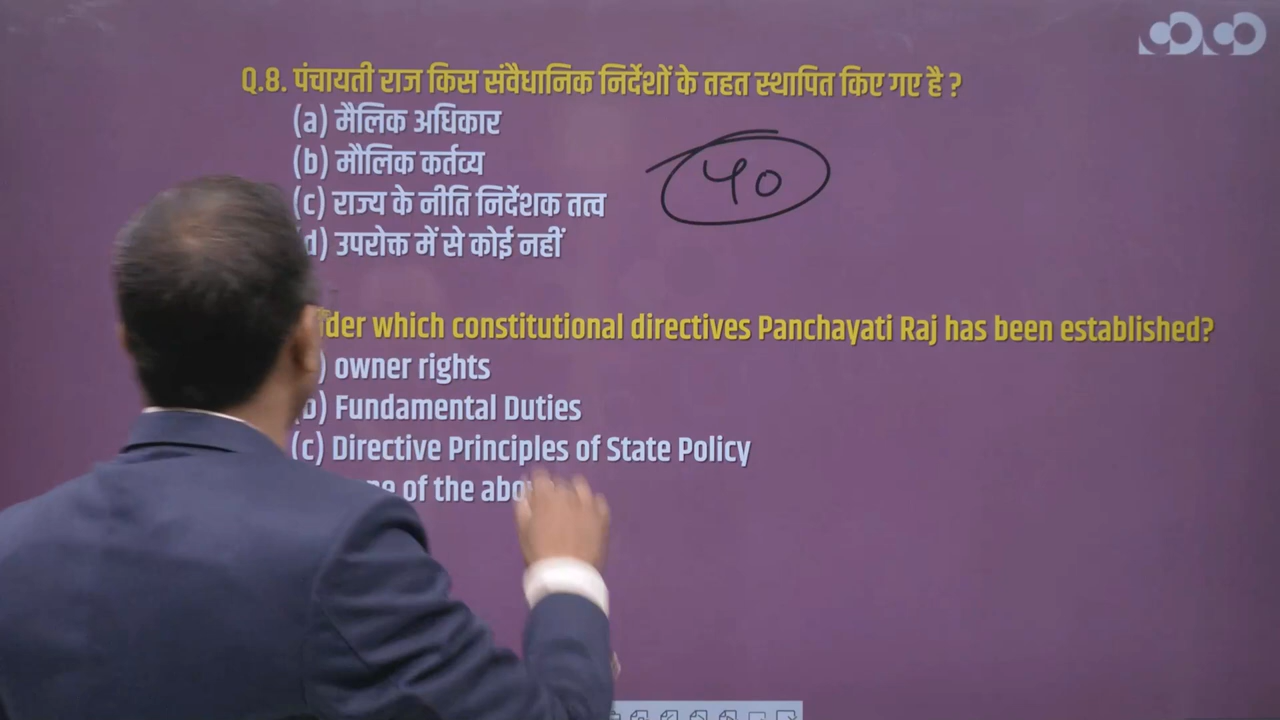 Q.8. पंचायती राज किस संवैधानिक निर्देशों के तहत स्थापित किए गए है ?
(a) मैलिक अधिकार
(b) मौलिक कर्तव्य
40
(c) राज्य के नीति निर्देशक तत्व
d) उपरोक्त में से कोई नहीं
der which constitutional directives Panchayati Raj has been established?
) owner rights
b) Fundamental Duties
(c) Directive Principles of State Policy
of the